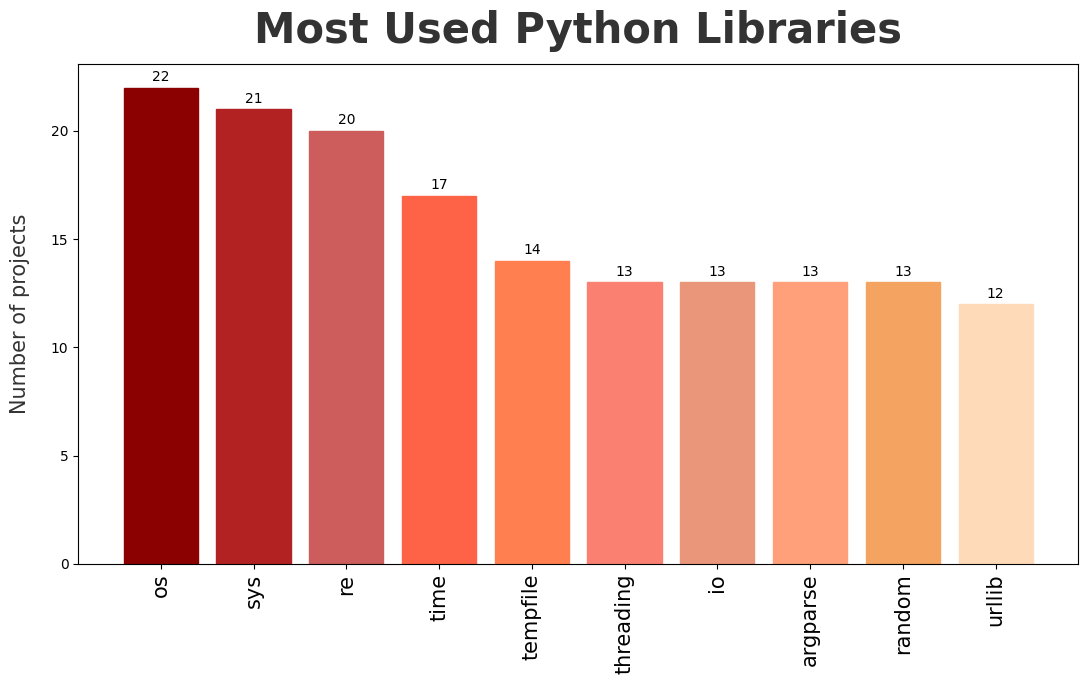 Most Used Python Libraries
Number of projects
20
15
10
5
0
22
21
20
17
14
13
13
13
13
12
os
sys
re
time
tempfile
threading
io
argparse
random
urllib